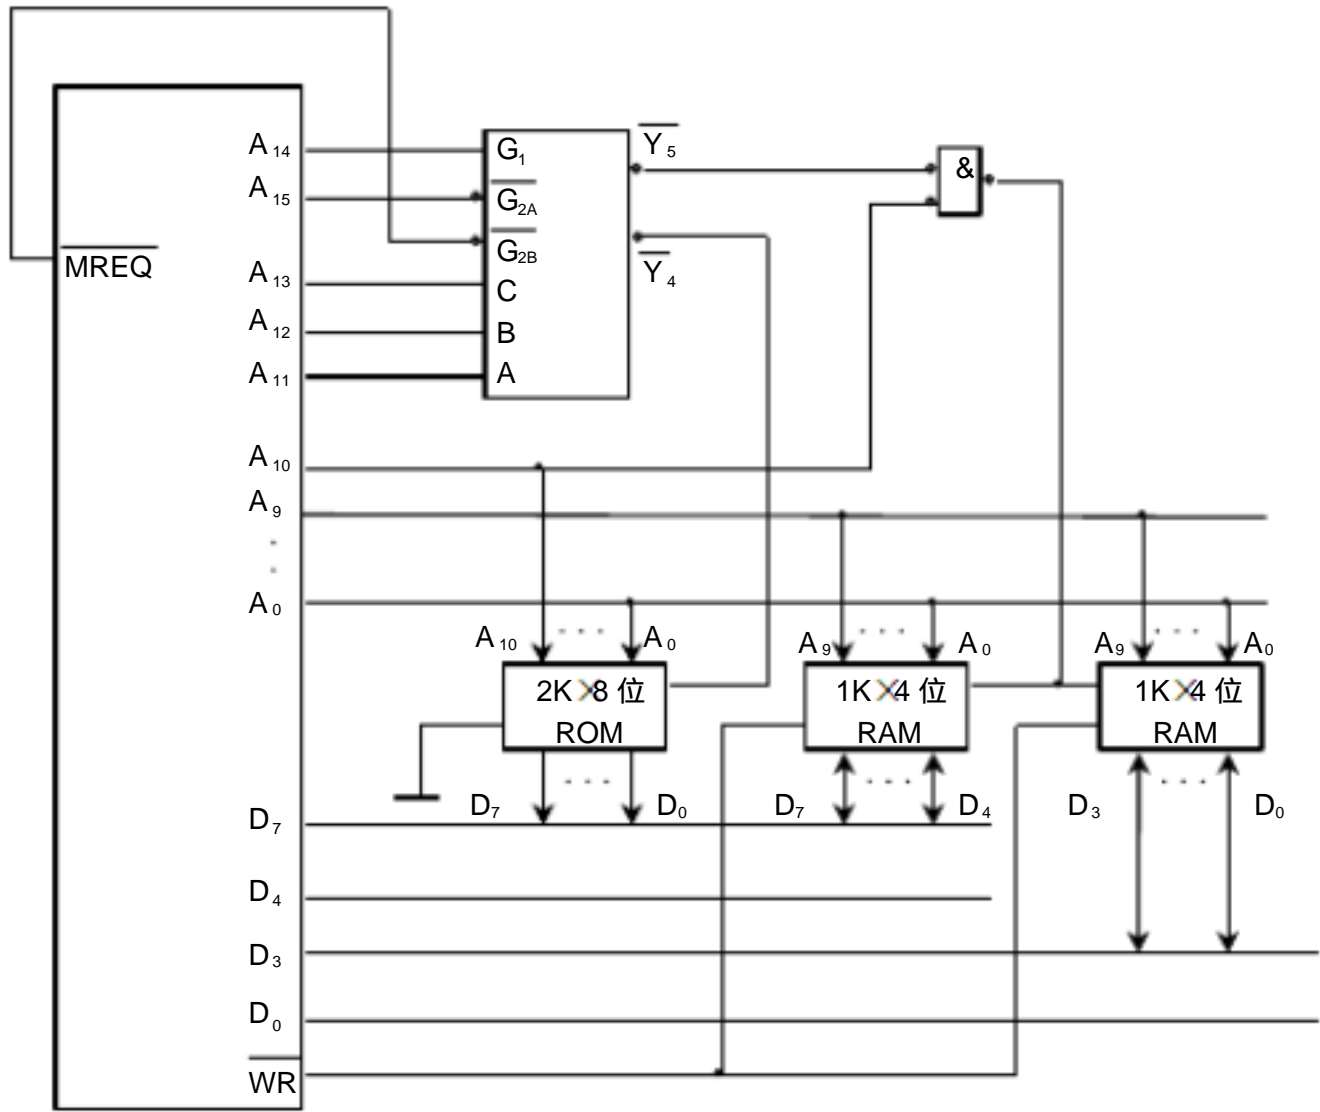 A14
A15
MREQ
A13
A12
A11
A10
A9
A0
D7
D4
D3
D0
WR
G1
G2A
G2B
C
B
A
Y5
Y4
&
A10 ... A0
2K×8位
ROM
D7 ... D0
A9 ... A0
1K×4位
RAM
D7 ... D4
A9 ... A0
1K×4位
RAM
D3 ... D0